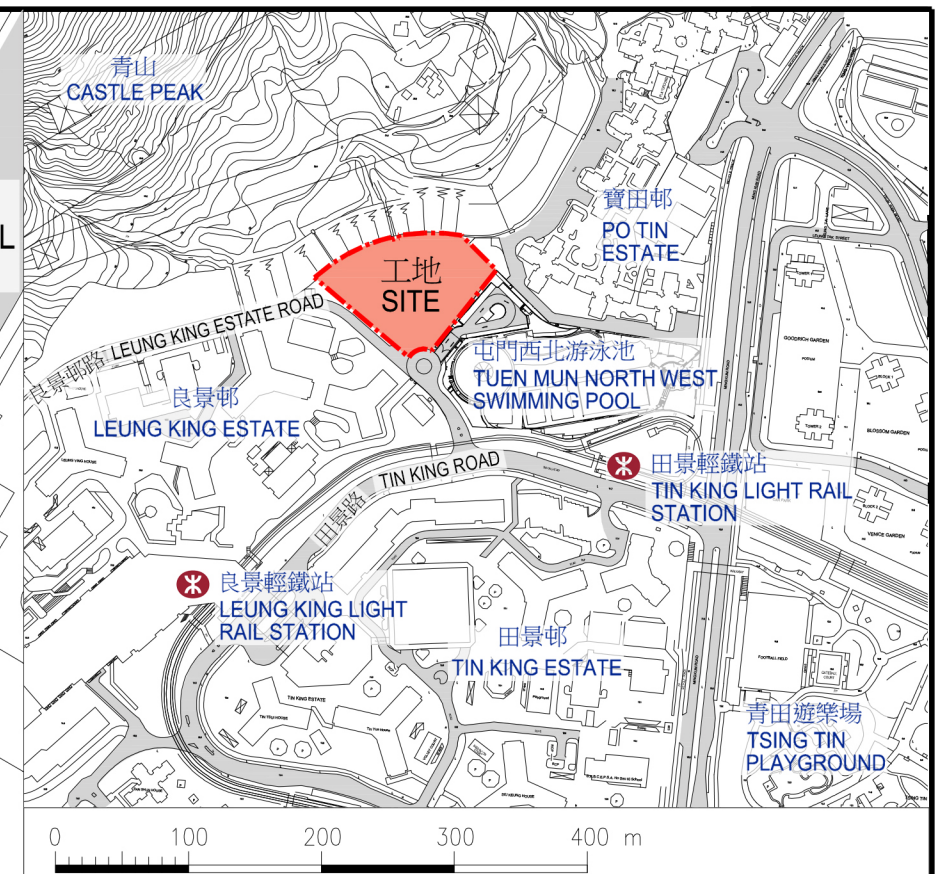 青山
CASTLE PEAK
L
寶田邨
PO TIN
ESTATE
工地
SITE
良景邨路 LEUNG KING ESTATE ROAD
屯門西北游泳池
TUEN MUN NORTH WEST
SWIMMING POOL
良景邨
LEUNG KING ESTATE
GOODRICH GARDEN
BLOSSOM GARDEN
VENICE GARDEN
田景路 TIN KING ROAD
田景輕鐵站
TIN KING LIGHT RAIL
STATION
良景輕鐵站
LEUNG KING LIGHT
RAIL STATION
田景邨
TIN KING ESTATE
TIN KING ESTATE
FOOTBALL FIELD
青田遊樂場
TSING TIN
PLAYGROUND
0 100 200 300 400 m